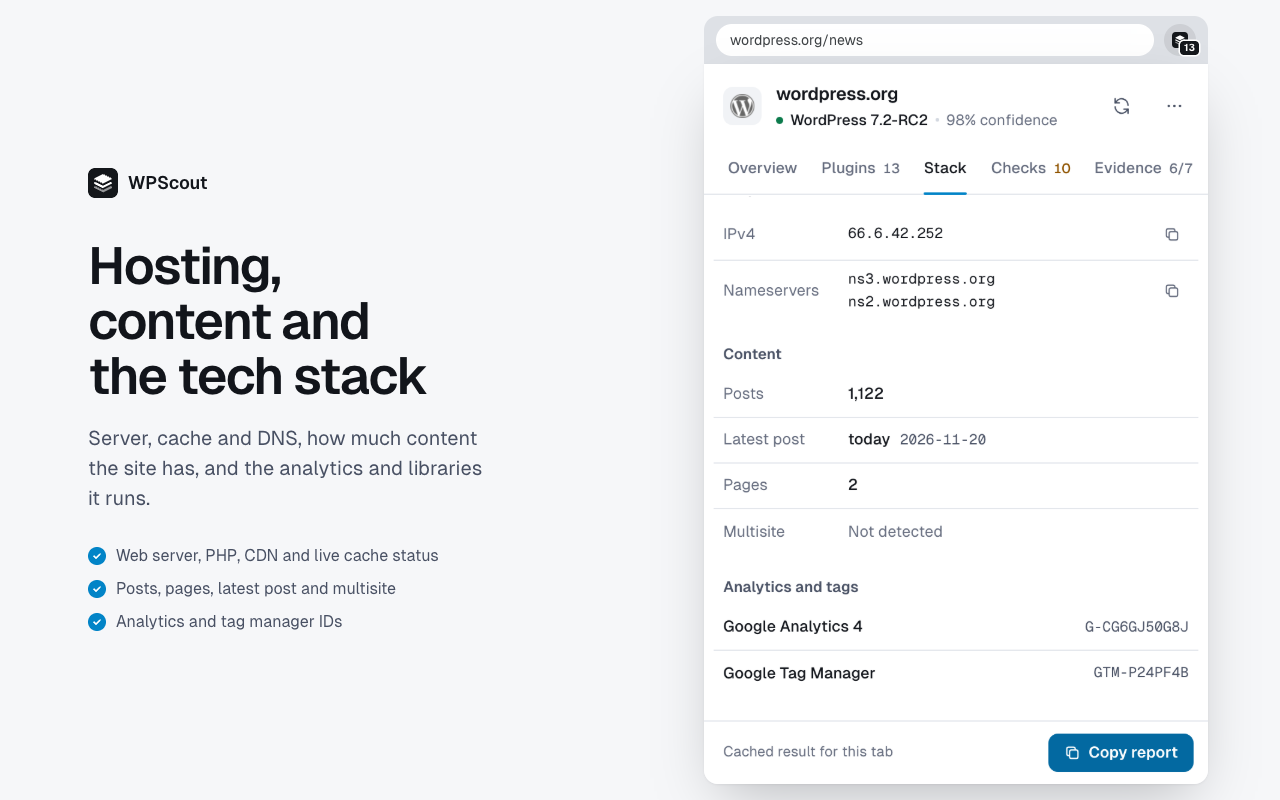 WPScout
Hosting,
content and
the tech stack
Server, cache and DNS, how much content
the site has, and the analytics and libraries
it runs.
Web server, PHP, CDN and live cache status
Posts, pages, latest post and multisite
Analytics and tag manager IDs
wordpress.org/news
13
wordpress.org
WordPress 7.2-RC2 • 98% confidence
Overview Plugins 13 Stack Checks 10 Evidence 6/7
IPv4 66.6.42.252
Nameservers ns3.wordpress.org
ns2.wordpress.org
Content
Posts 1,122
Latest post today 2026-11-20
Pages 2
Multisite Not detected
Analytics and tags
Google Analytics 4 G-CG6GJ50G8J
Google Tag Manager GTM-P24PF4B
Cached result for this tab Copy report